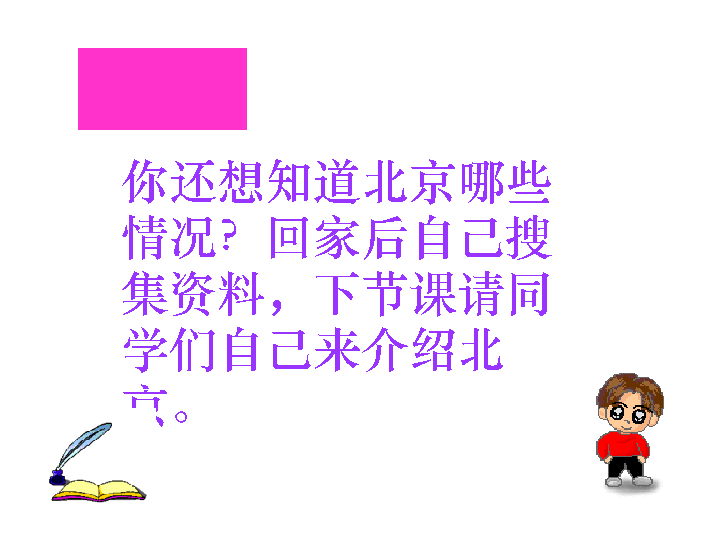 你还想知道北京哪些
情况？回家后自己搜
集资料，下节课请同
学们自己来介绍北
京。